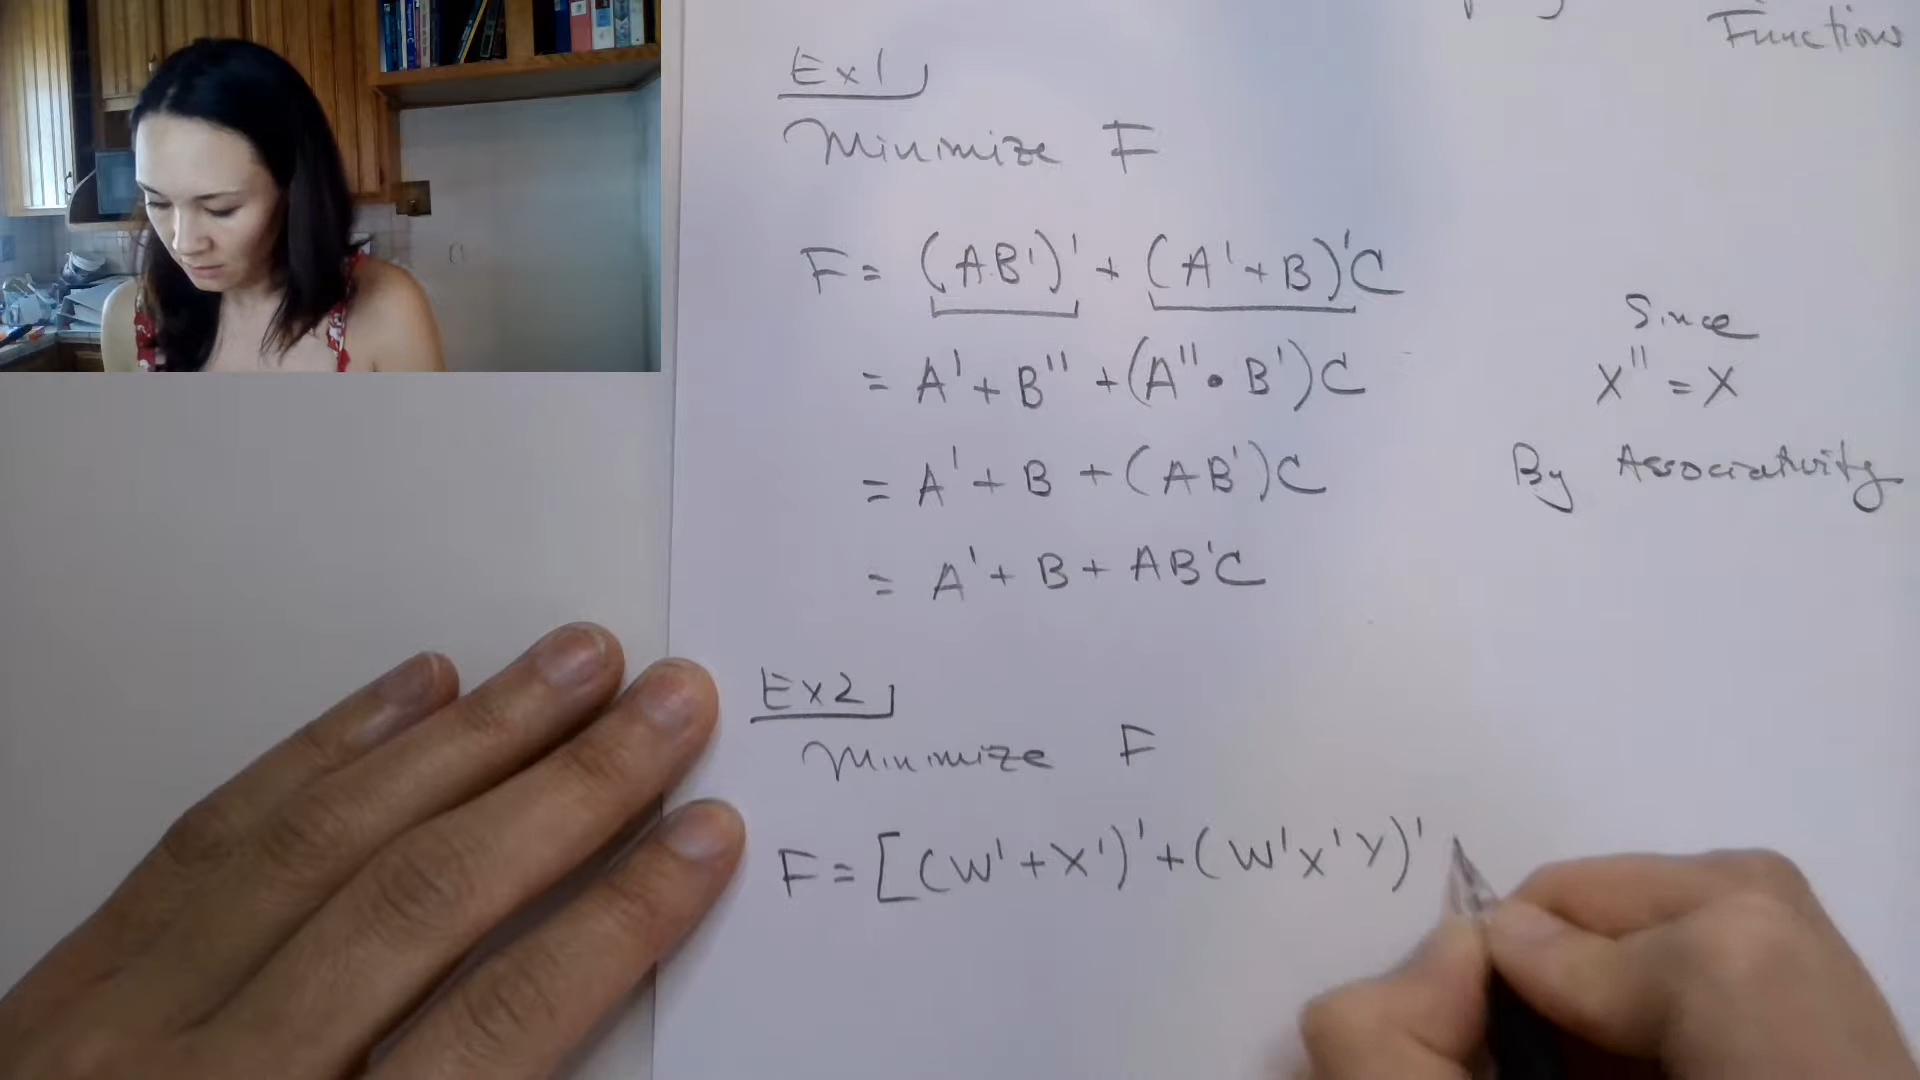 Functions
Ex1
Minimize F
F = (AB')' + (A'+B)'C
= A' + B'' + (A''•B')C
= A' + B + (AB')C
= A' + B + AB'C
Since
X'' = X
By Associativity
Ex2
Minimize F
F = [(W'+X')' + (W'X'Y)'